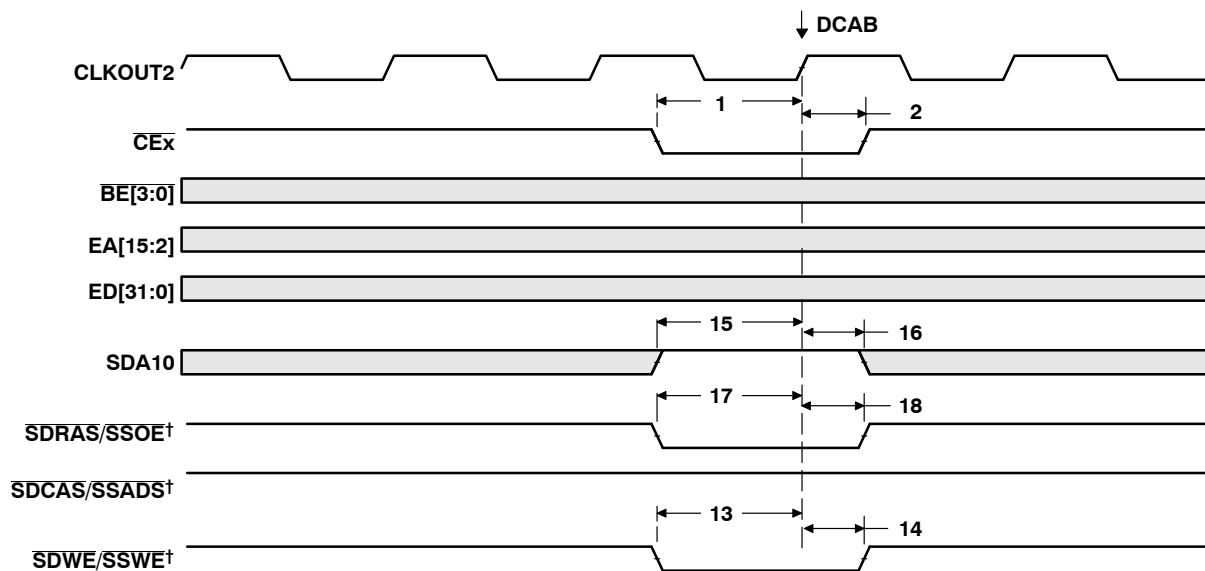 DCAB
CLKOUT2
1
2
CEx
BE[3:0]
EA[15:2]
ED[31:0]
15
16
SDA10
17
18
SDRAS/SSOE†
SDCAS/SSADS†
13
14
SDWE/SSWE†